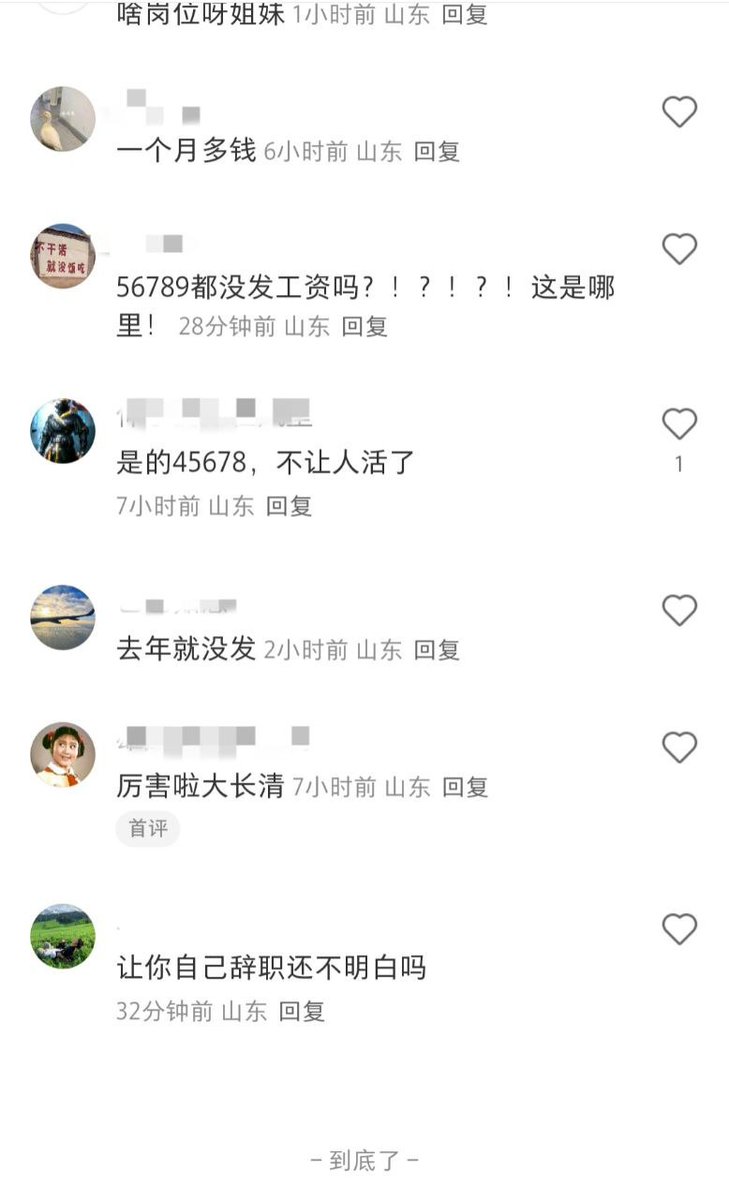 啥岗位呀姐妹 1小时前 山东 回复
一个月多钱 6小时前 山东 回复
不干活
就没饭吃
56789都没发工资吗？！？！？！这是哪
里！ 28分钟前 山东 回复
是的45678，不让人活了
1
7小时前 山东 回复
去年就没发 2小时前 山东 回复
厉害啦大长清 7小时前 山东 回复
首评
让你自己辞职还不明白吗
32分钟前 山东 回复
- 到底了 -